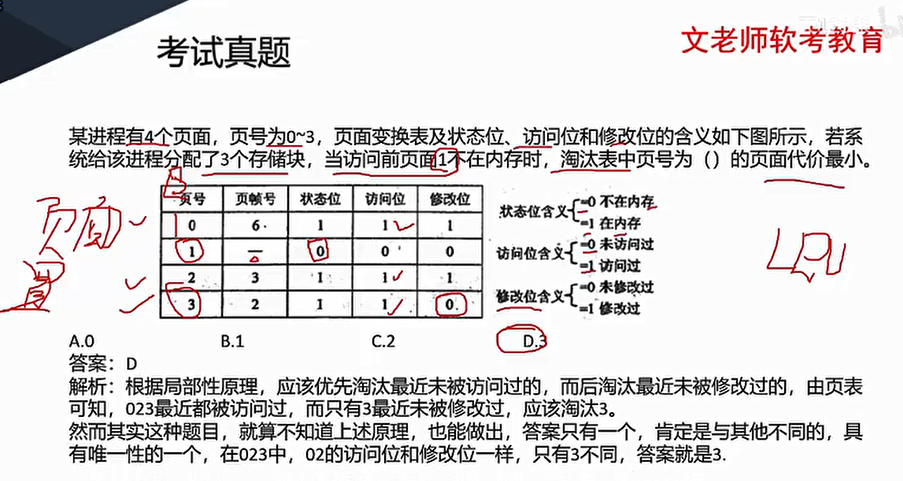 考试真题
文老师软考教育
某进程有4个页面，页号为0~3，页面变换表及状态位、访问位和修改位的含义如下图所示，若系
统给该进程分配了3个存储块，当访问前页面1不在内存时，淘汰表中页号为（）的页面代价最小。
页号 页帧号 状态位 访问位 修改位
0 6 1 1 1
1 — 0 0 0
2 3 1 1 1
3 2 1 1 0
状态位含义 =0 不在内存
=1 在内存
访问位含义 =0 未访问过
=1 访问过
修改位含义 =0 未修改过
=1 修改过
页面
LRU
A.0 B.1 C.2 D.3
答案：D
解析：根据局部性原理，应该优先淘汰最近未被访问过的，而后淘汰最近未被修改过的，由页表
可知，023最近都被访问过，而只有3最近未被修改过，应该淘汰3。
然而其实这种题目，就算不知道上述原理，也能做出，答案只有一个，肯定是与其他不同的，具
有唯一性的一个，在023中，02的访问位和修改位一样，只有3不同，答案就是3.